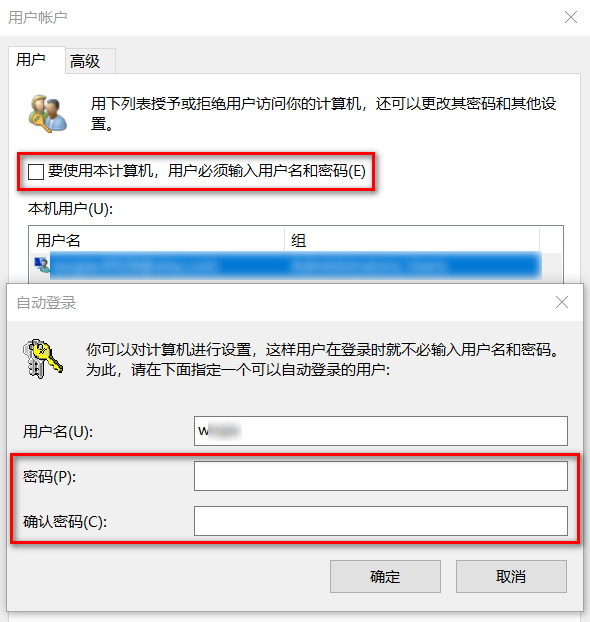 用户帐户
用户
高级
用下列表授予或拒绝用户访问你的计算机，还可以更改其密码和其他设
置。
要使用本计算机，用户必须输入用户名和密码(E)
本机用户(U):
用户名 组
自动登录
你可以对计算机进行设置，这样用户在登录时就不必输入用户名和密码。
为此，请在下面指定一个可以自动登录的用户:
用户名(U):
密码(P):
确认密码(C):
确定 取消